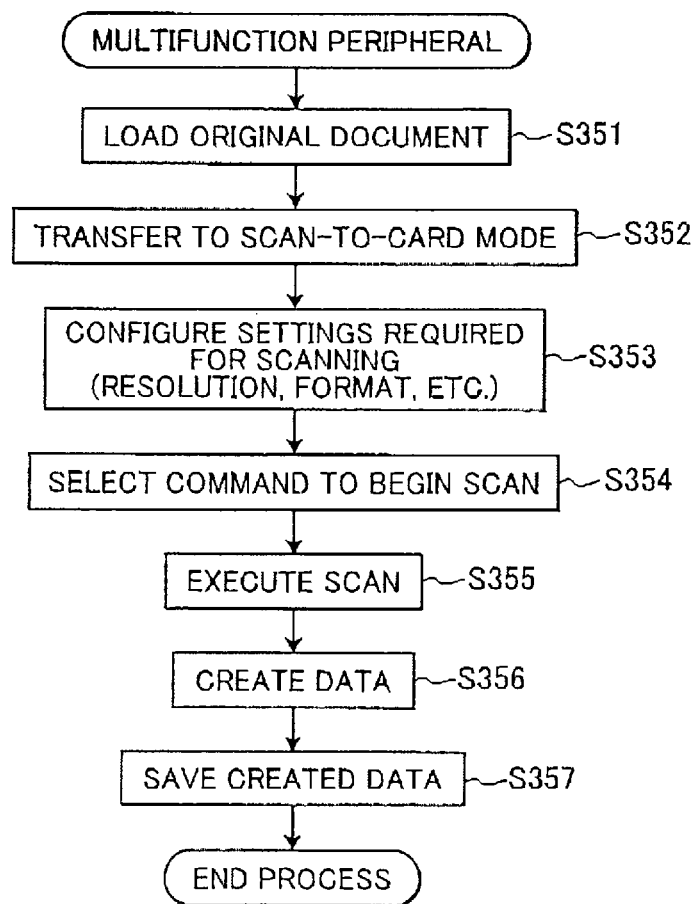 MULTIFUNCTION PERIPHERAL
LOAD ORIGINAL DOCUMENT
S351
TRANSFER TO SCAN-TO-CARD MODE
S352
CONFIGURE SETTINGS REQUIRED
FOR SCANNING
(RESOLUTION, FORMAT, ETC.)
S353
SELECT COMMAND TO BEGIN SCAN
S354
EXECUTE SCAN
S355
CREATE DATA
S356
SAVE CREATED DATA
S357
END PROCESS